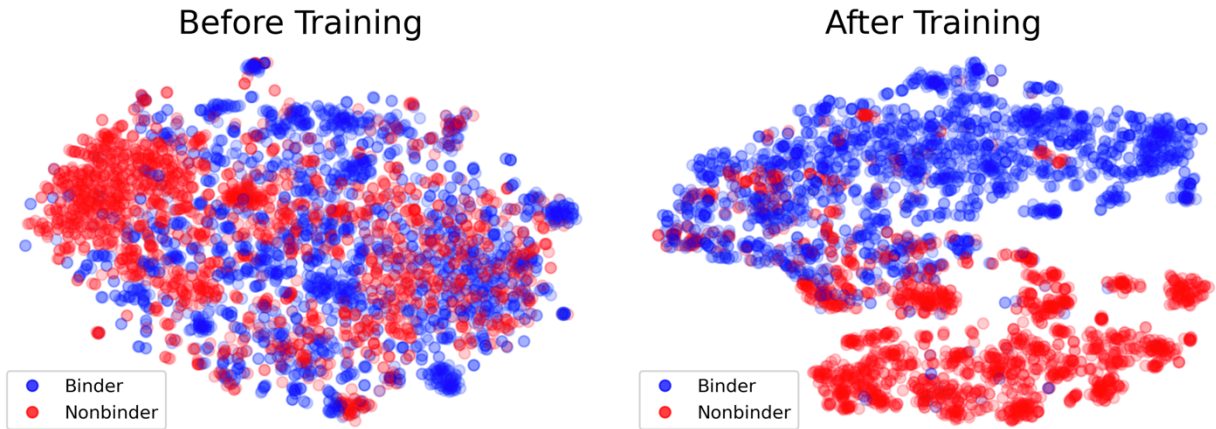 Before Training
After Training
Binder
Nonbinder
Binder
Nonbinder